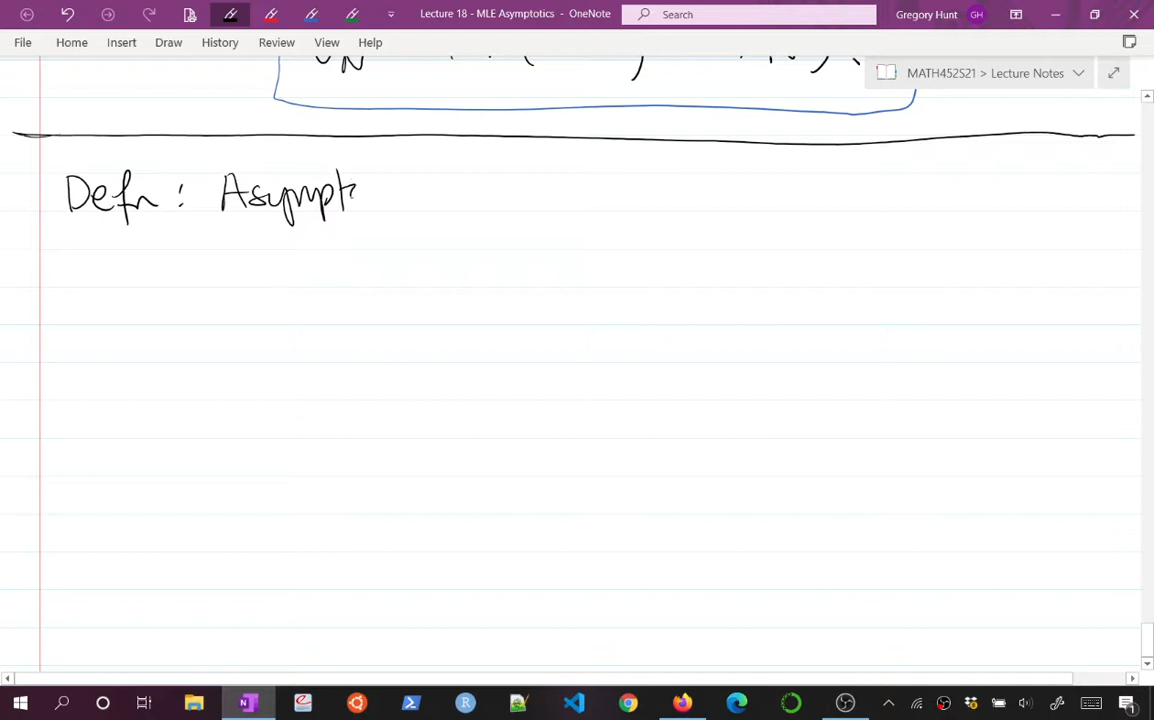 Lecture 18 - MLE Asymptotics - OneNote
Search
Gregory Hunt
GH
File Home Insert Draw History Review View Help
MATH452S21 > Lecture Notes
Defn : Asympt